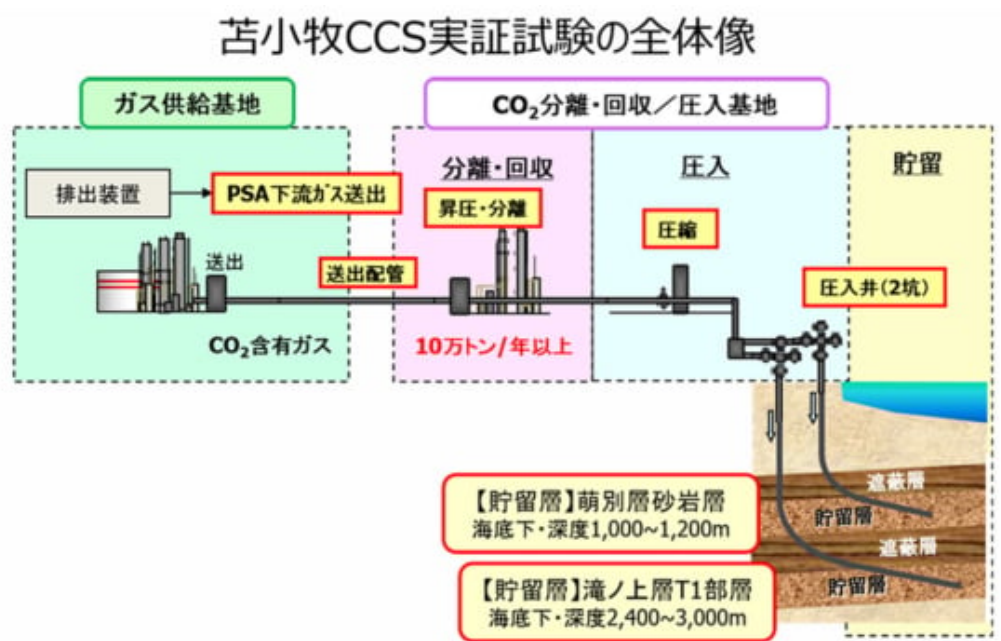 苫小牧CCS実証試験の全体像
ガス供給基地
CO₂分離・回収／圧入基地
分離・回収
圧入
貯留
排出装置
PSA下流ガス送出
昇圧・分離
圧縮
送出
送出配管
圧入井(2坑)
CO₂含有ガス
10万トン/年以上
遮蔽層
貯留層
遮蔽層
貯留層
【貯留層】萌別層砂岩層
海底下・深度1,000~1,200m
【貯留層】滝ノ上層T1部層
海底下・深度2,400~3,000m